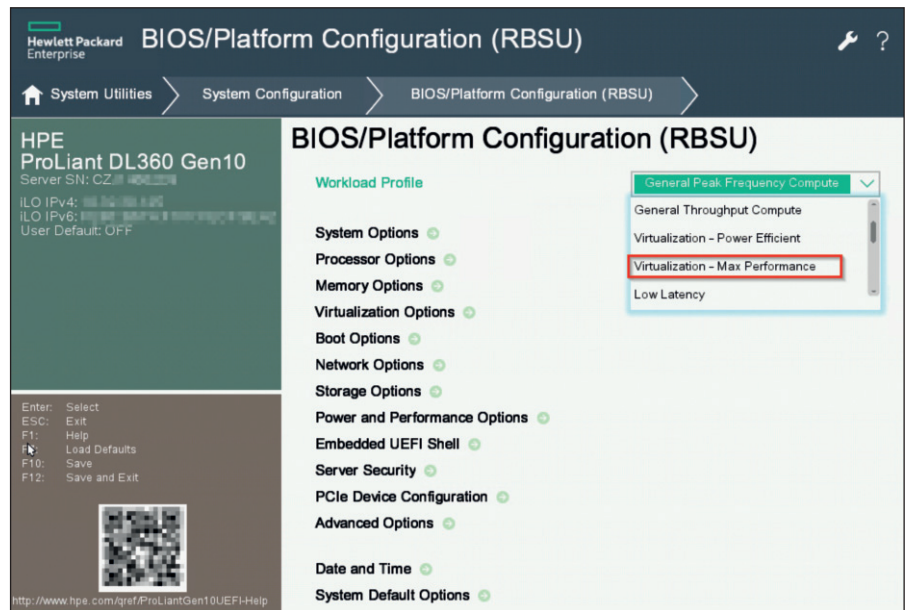 Hewlett Packard
Enterprise
BIOS/Platform Configuration (RBSU)
?
System Utilities
System Configuration
BIOS/Platform Configuration (RBSU)
HPE
ProLiant DL360 Gen10
Server SN: CZ
iLO IPv4:
iLO IPv6:
User Default: OFF
Enter: Select
ESC: Exit
F1: Help
Load Defaults
F10: Save
F12: Save and Exit
http://www.hpe.com/qref/ProLiantGen10UEFI-Help
BIOS/Platform Configuration (RBSU)
Workload Profile
General Peak Frequency Compute
General Throughput Compute
Virtualization - Power Efficient
Virtualization - Max Performance
Low Latency
System Options
Processor Options
Memory Options
Virtualization Options
Boot Options
Network Options
Storage Options
Power and Performance Options
Embedded UEFI Shell
Server Security
PCIe Device Configuration
Advanced Options
Date and Time
System Default Options